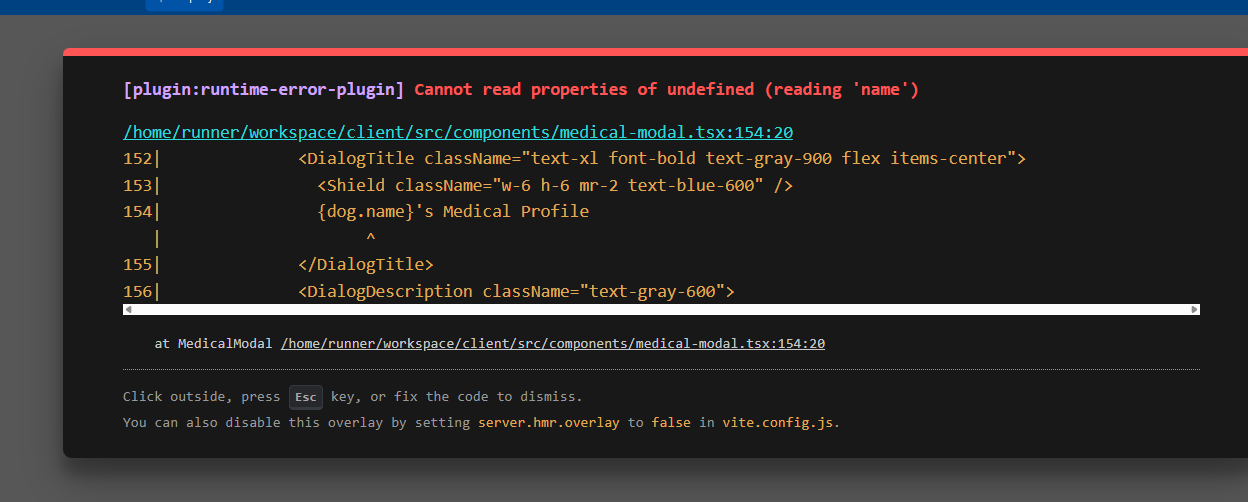 [plugin:runtime-error-plugin] Cannot read properties of undefined (reading 'name')
/home/runner/workspace/client/src/components/medical-modal.tsx:154:20
152|              <DialogTitle className="text-xl font-bold text-gray-900 flex items-center">
153|                <Shield className="w-6 h-6 mr-2 text-blue-600" />
154|                {dog.name}'s Medical Profile
   |                     ^
155|              </DialogTitle>
156|              <DialogDescription className="text-gray-600">
at MedicalModal /home/runner/workspace/client/src/components/medical-modal.tsx:154:20
Click outside, press Esc key, or fix the code to dismiss.
You can also disable this overlay by setting server.hmr.overlay to false in vite.config.js.